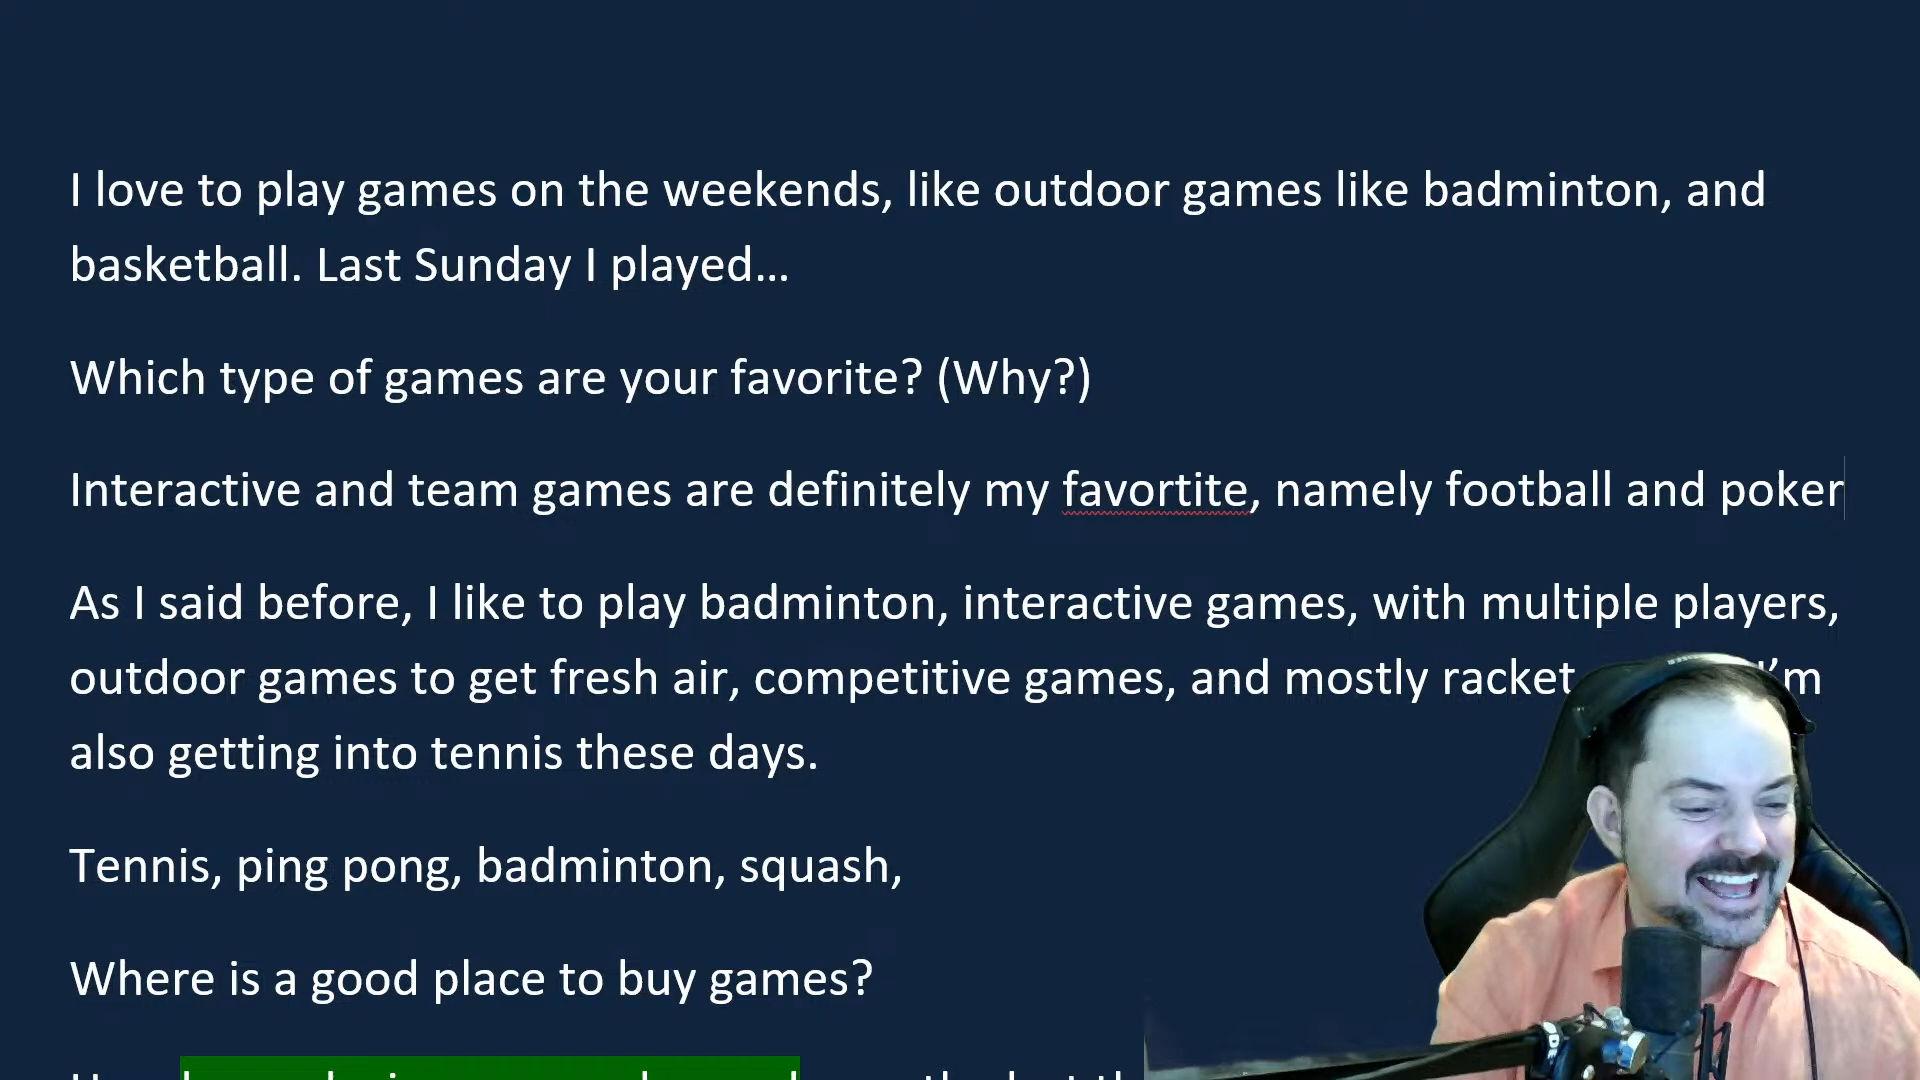 I love to play games on the weekends, like outdoor games like badminton, and
basketball. Last Sunday I played...
Which type of games are your favorite? (Why?)
Interactive and team games are definitely my favortite, namely football and poker
As I said before, I like to play badminton, interactive games, with multiple players,
outdoor games to get fresh air, competitive games, and mostly racket I'm
also getting into tennis these days.
Tennis, ping pong, badminton, squash,
Where is a good place to buy games?